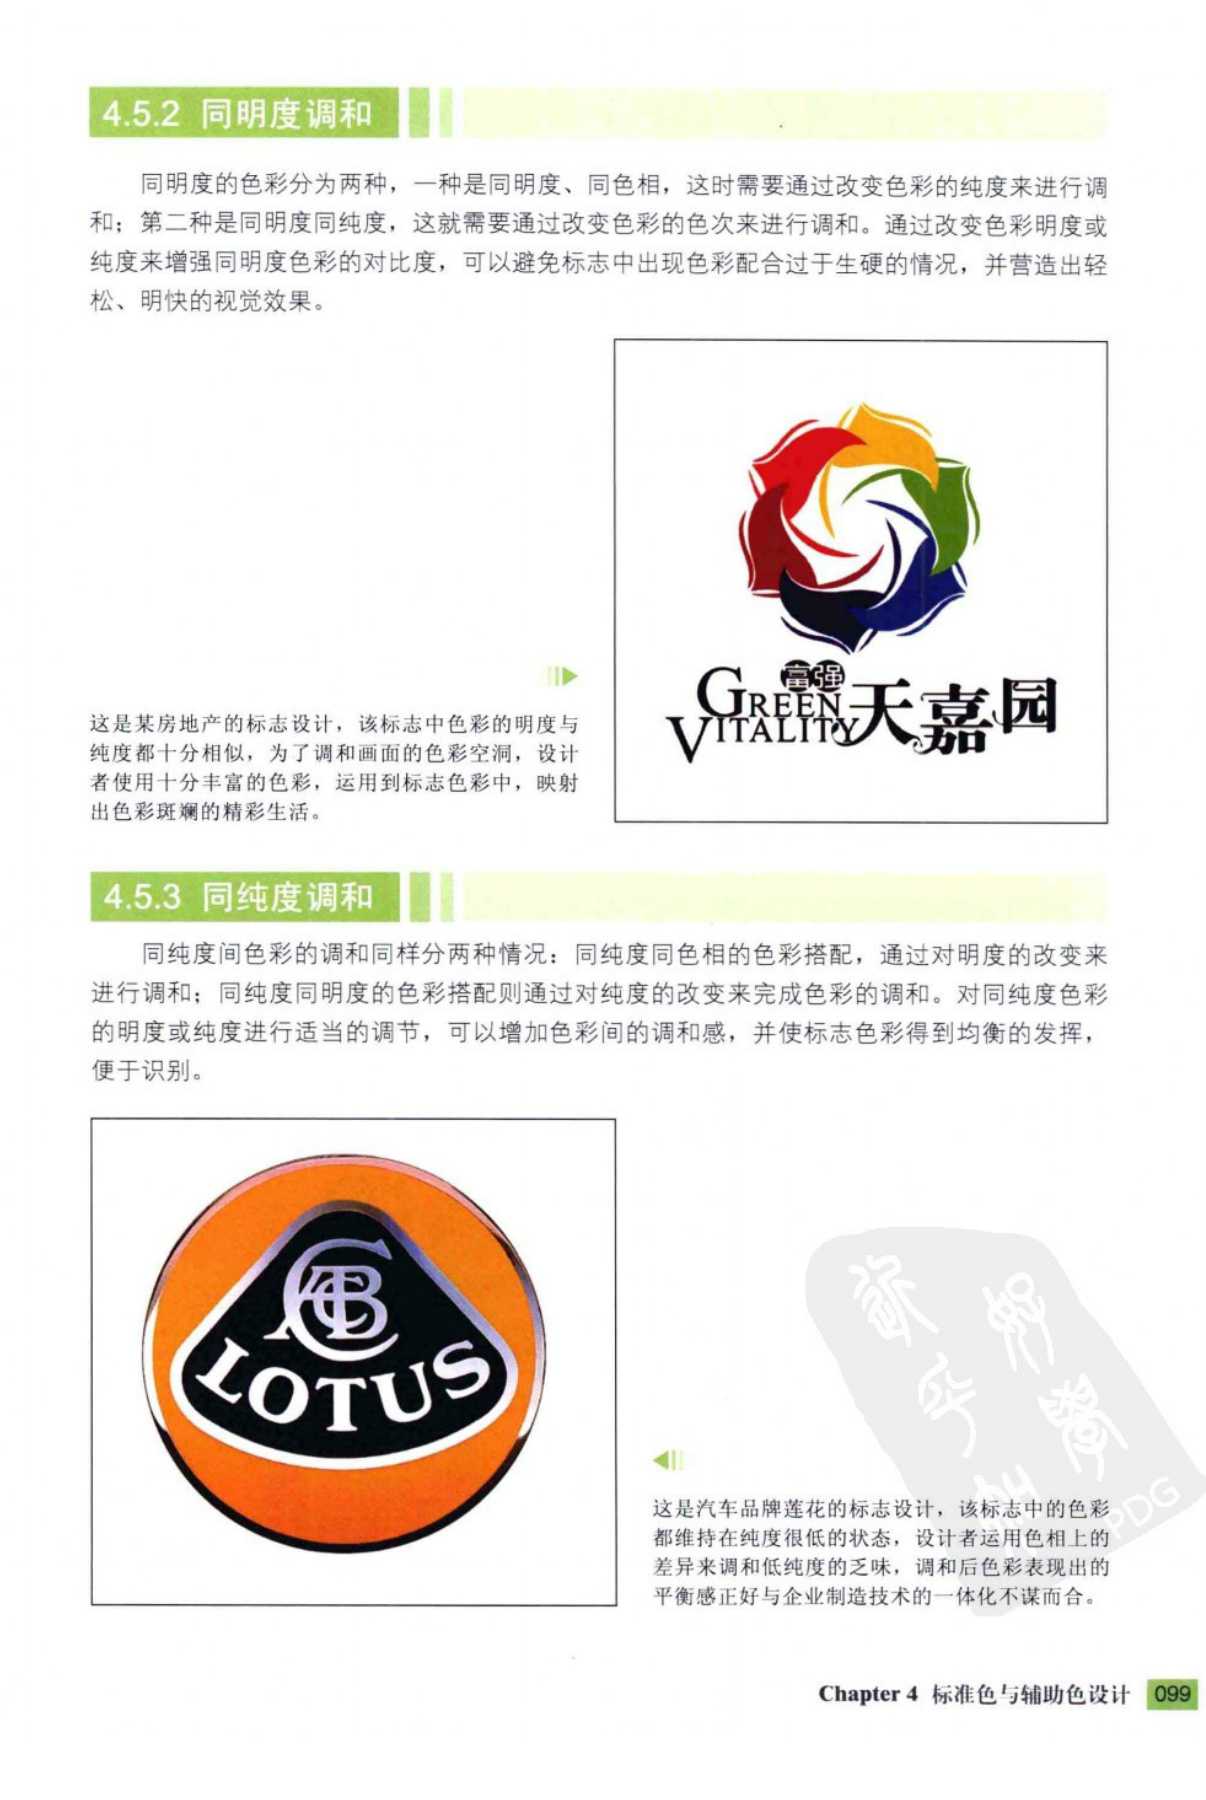 4.5.2 同明度调和
同明度的色彩分为两种，一种是同明度、同色相，这时需要通过改变色彩的纯度来进行调
和；第二种是同明度同纯度，这就需要通过改变色彩的色次来进行调和。通过改变色彩明度或
纯度来增强同明度色彩的对比度，可以避免标志中出现色彩配合过于生硬的情况，并营造出轻
松、明快的视觉效果。
富强
GREEN
VITALITY
天嘉园
这是某房地产的标志设计，该标志中色彩的明度与
纯度都十分相似，为了调和画面的色彩空洞，设计
者使用十分丰富的色彩，运用到标志色彩中，映射
出色彩斑斓的精彩生活。
4.5.3 同纯度调和
同纯度间色彩的调和同样分两种情况：同纯度同色相的色彩搭配，通过对明度的改变来
进行调和；同纯度同明度的色彩搭配则通过对纯度的改变来完成色彩的调和。对同纯度色彩
的明度或纯度进行适当的调节，可以增加色彩间的调和感，并使标志色彩得到均衡的发挥，
便于识别。
LOTUS
这是汽车品牌莲花的标志设计，该标志中的色彩
都维持在纯度很低的状态，设计者运用色相上的
差异来调和低纯度的乏味，调和后色彩表现出的
平衡感正好与企业制造技术的一体化不谋而合。
PDG
Chapter 4 标准色与辅助色设计 099